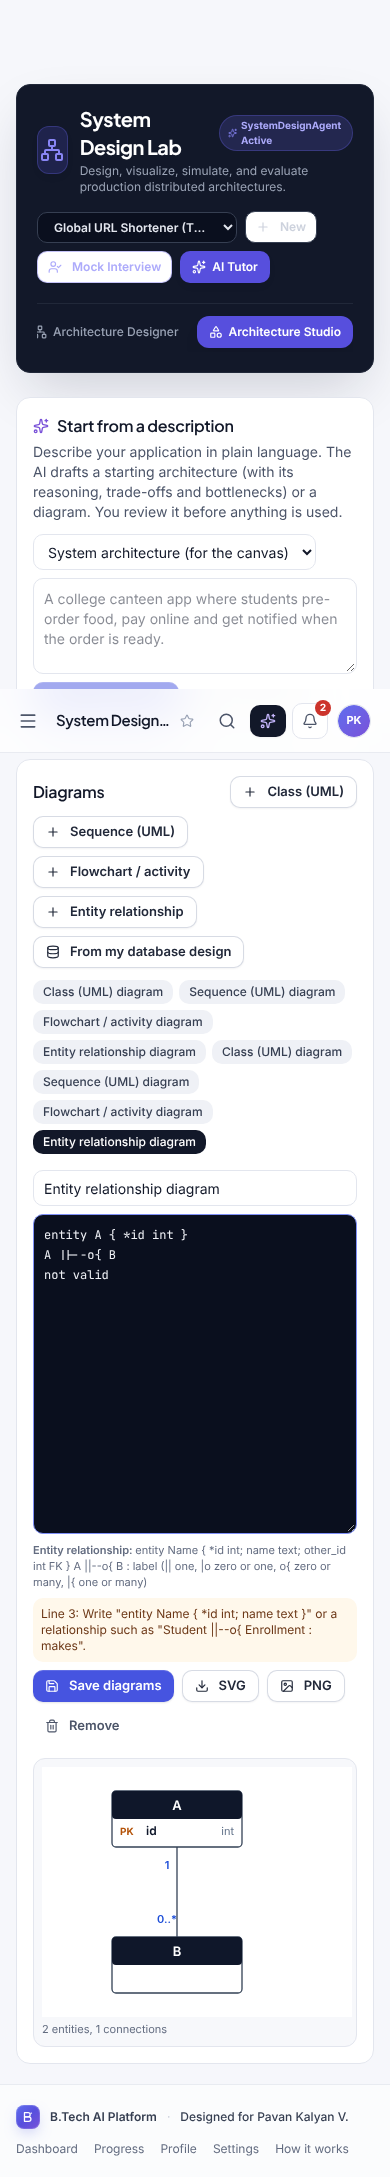 System
Design Lab
SystemDesignAgent
Active
Design, visualize, simulate, and evaluate
production distributed architectures.
Global URL Shortener (T...
New
Mock Interview
AI Tutor
Architecture Designer
Architecture Studio
Start from a description
Describe your application in plain language. The
AI drafts a starting architecture (with its
reasoning, trade-offs and bottlenecks) or a
diagram. You review it before anything is used.
System architecture (for the canvas)
A college canteen app where students pre-
order food, pay online and get notified when
the order is ready.
System Design...
2
PK
Diagrams
Class (UML)
Sequence (UML)
Flowchart / activity
Entity relationship
From my database design
Class (UML) diagram
Sequence (UML) diagram
Flowchart / activity diagram
Entity relationship diagram
Class (UML) diagram
Sequence (UML) diagram
Flowchart / activity diagram
Entity relationship diagram
Entity relationship diagram
entity A { *id int }
A ||--o{ B
not valid
Entity relationship: entity Name { *id int; name text; other_id
int FK } A ||--o{ B : label (|| one, |o zero or one, o{ zero or
many, |{ one or many)
Line 3: Write "entity Name { *id int; name text }" or a
relationship such as "Student ||--o{ Enrollment :
makes".
Save diagrams
SVG
PNG
Remove
A
PK id int
1
0..*
B
2 entities, 1 connections
B.Tech AI Platform · Designed for Pavan Kalyan V.
Dashboard Progress Profile Settings How it works